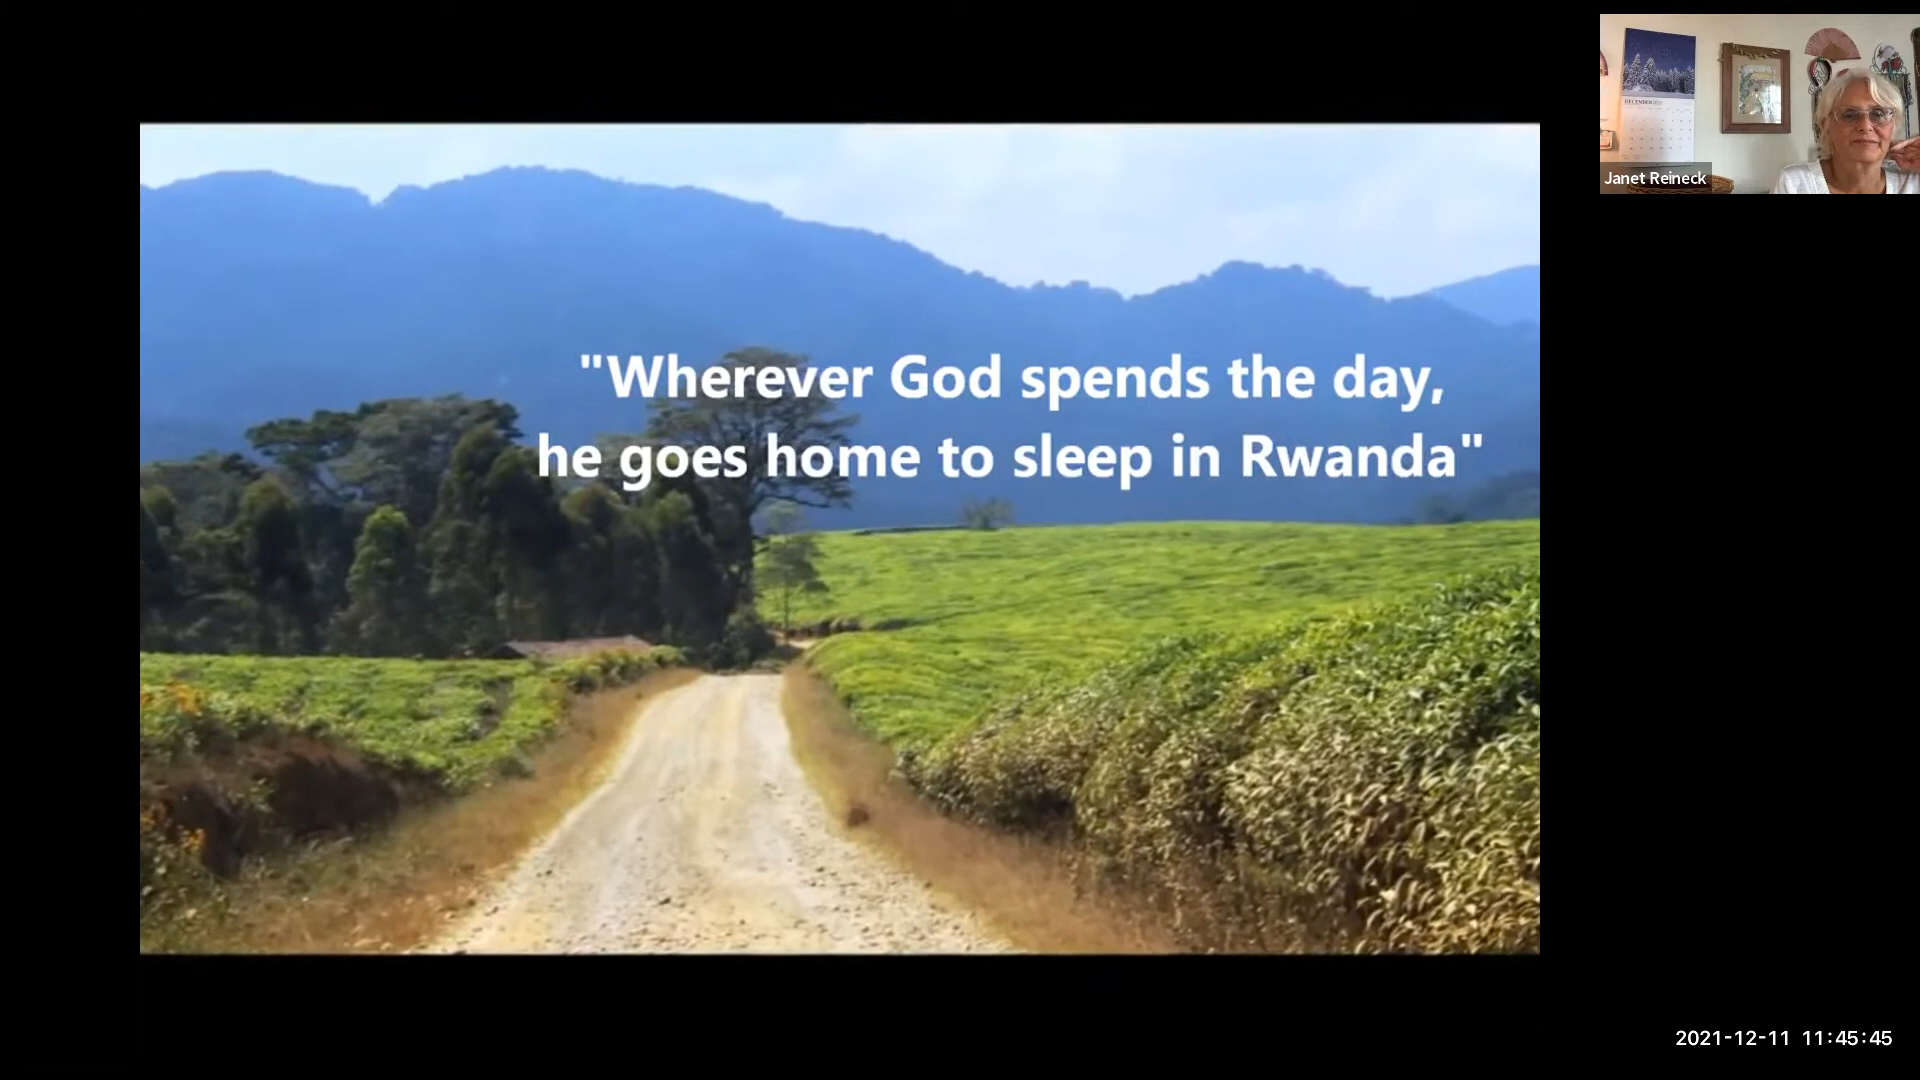 "Wherever God spends the day,
he goes home to sleep in Rwanda"
DECEMBER
Janet Reineck
2021-12-11 11:45:45